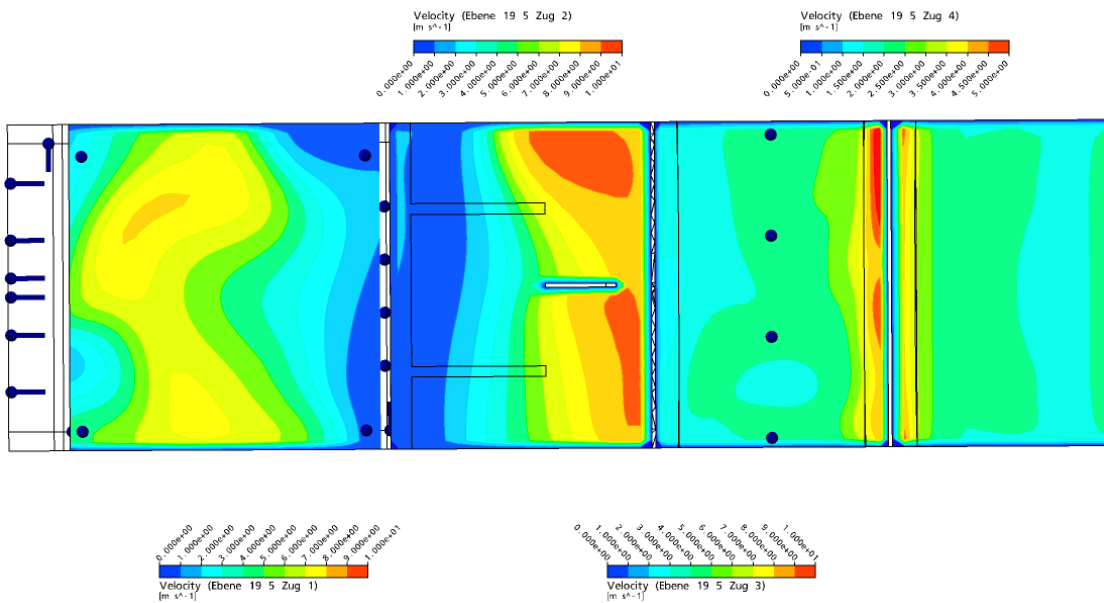 Velocity (Ebene 19 5 Zug 2)
[m s^-1]
0.000e+00
1.000e+00
2.000e+00
3.000e+00
4.000e+00
5.000e+00
6.000e+00
7.000e+00
8.000e+00
9.000e+00
1.000e+01
Velocity (Ebene 19 5 Zug 4)
[m s^-1]
0.000e+00
5.000e-01
1.000e+00
1.500e+00
2.000e+00
2.500e+00
3.000e+00
3.500e+00
4.000e+00
4.500e+00
5.000e+00
0.000e+00
1.000e+00
2.000e+00
3.000e+00
4.000e+00
5.000e+00
6.000e+00
7.000e+00
8.000e+00
9.000e+00
1.000e+01
Velocity (Ebene 19 5 Zug 1)
[m s^-1]
0.000e+00
1.000e+00
2.000e+00
3.000e+00
4.000e+00
5.000e+00
6.000e+00
7.000e+00
8.000e+00
9.000e+00
1.000e+01
Velocity (Ebene 19 5 Zug 3)
[m s^-1]